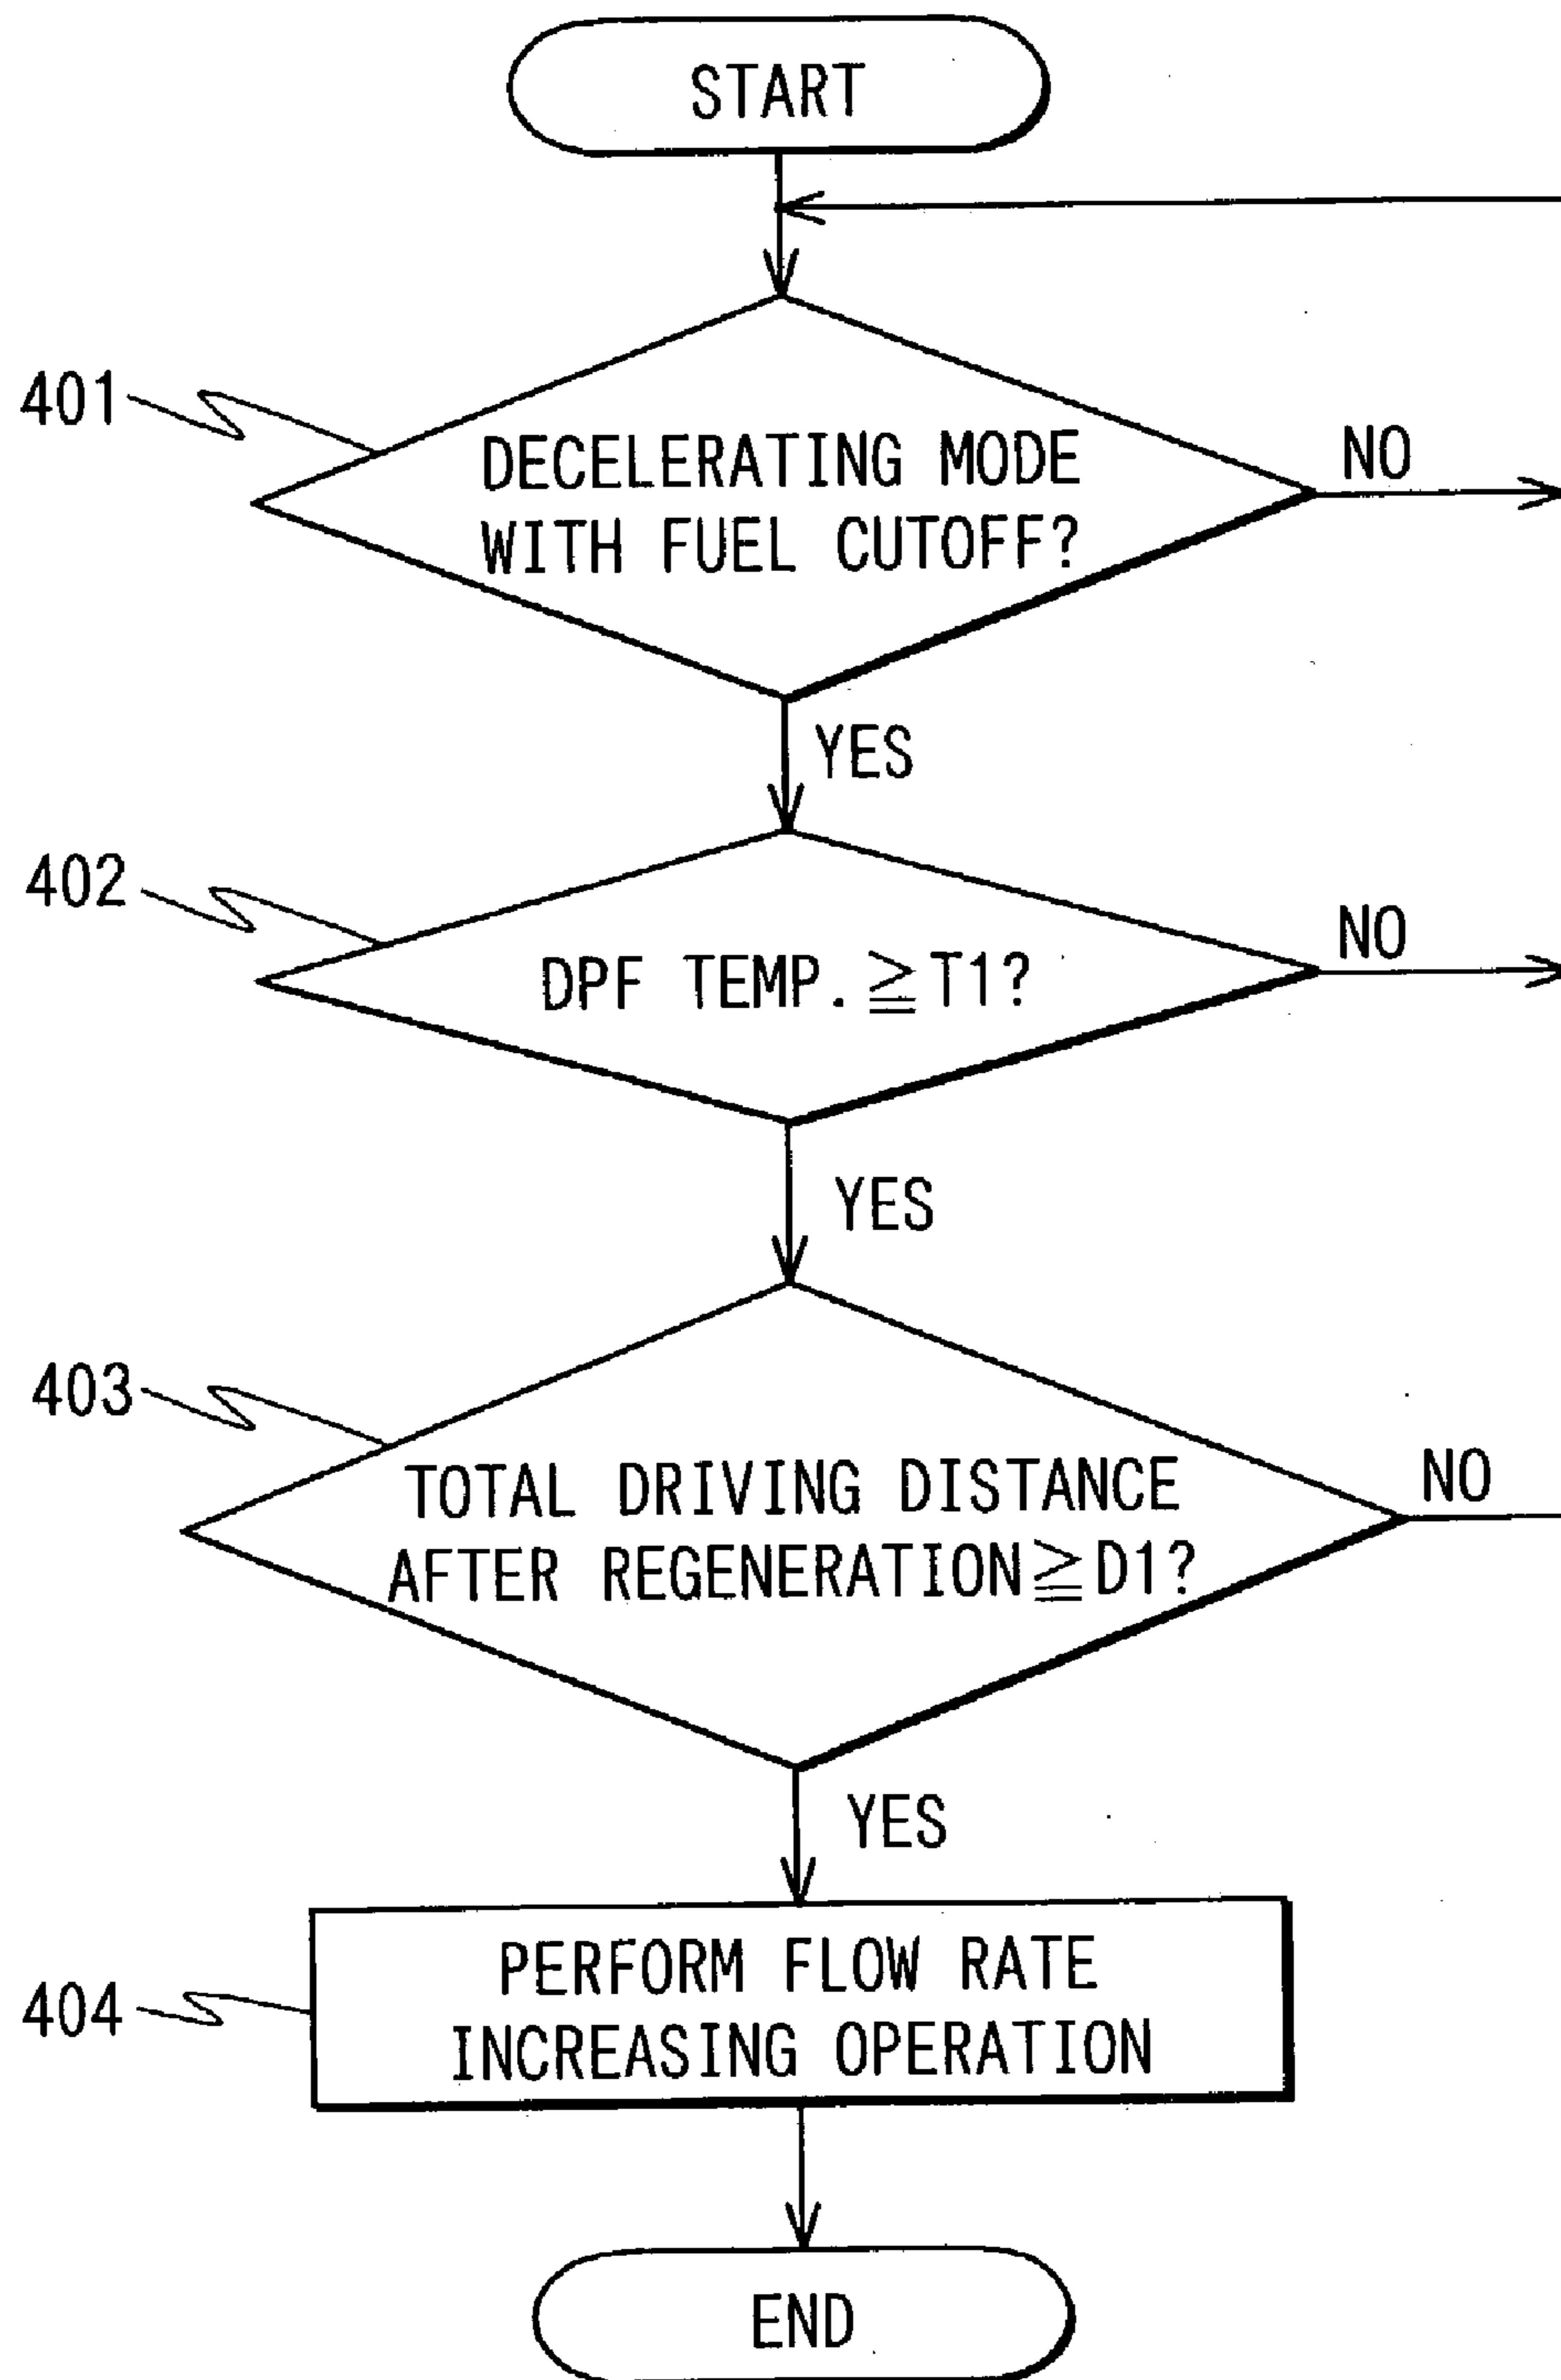 START
401
DECELERATING MODE
WITH FUEL CUTOFF?
NO
YES
402
DPF TEMP.≧T1?
NO
YES
403
TOTAL DRIVING DISTANCE
AFTER REGENERATION≧D1?
NO
YES
404
PERFORM FLOW RATE
INCREASING OPERATION
END